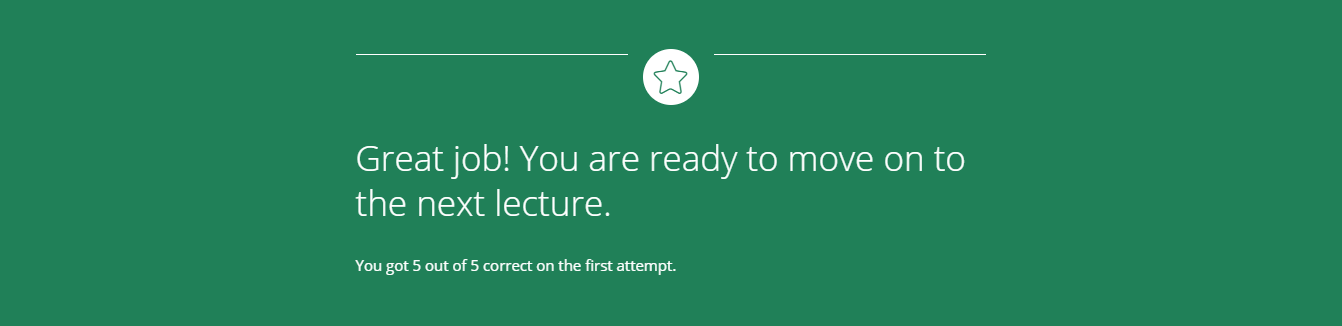 Great job! You are ready to move on to
the next lecture.
You got 5 out of 5 correct on the first attempt.